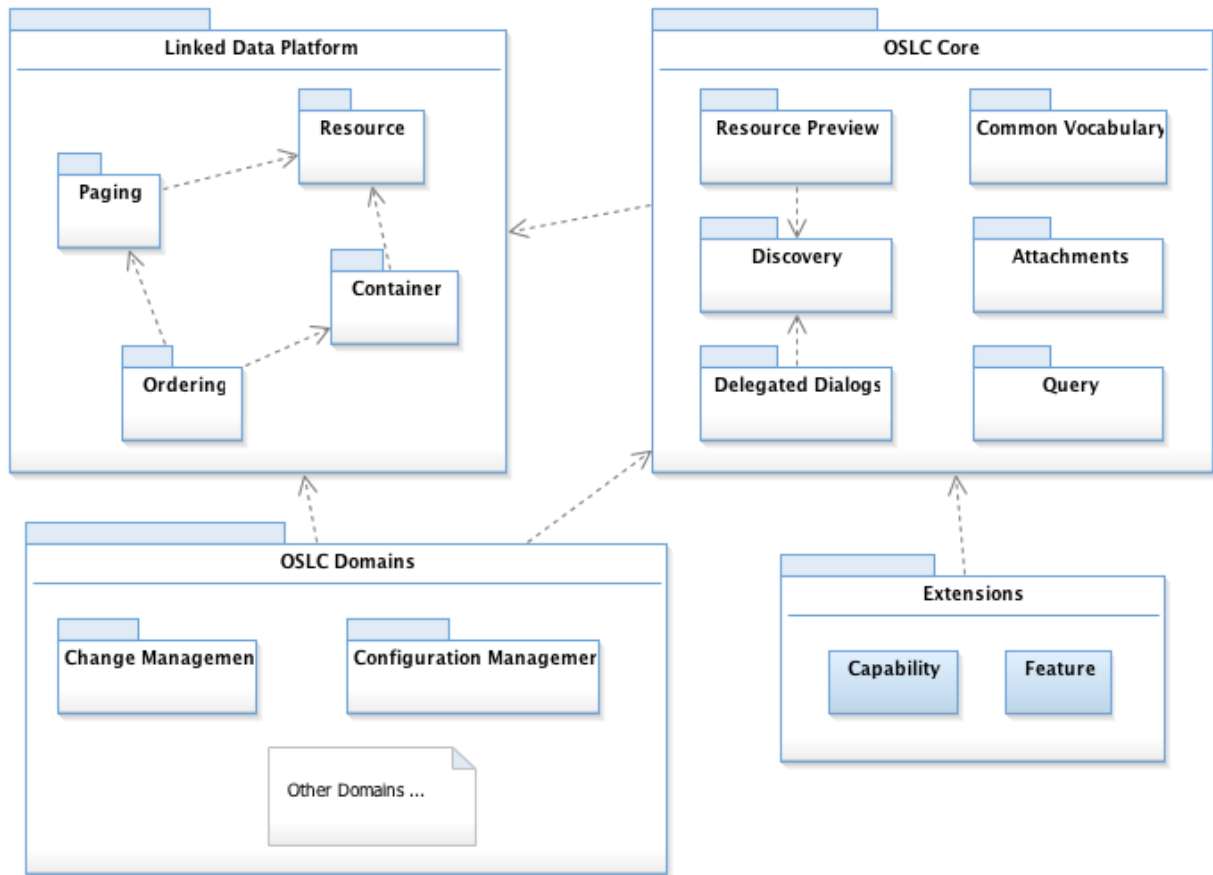 Linked Data Platform
Resource
Paging
Container
Ordering
OSLC Core
Resource Preview
Common Vocabulary
Discovery
Attachments
Delegated Dialogs
Query
OSLC Domains
Change Managemen
Configuration Managemer
Other Domains ...
Extensions
Capability
Feature